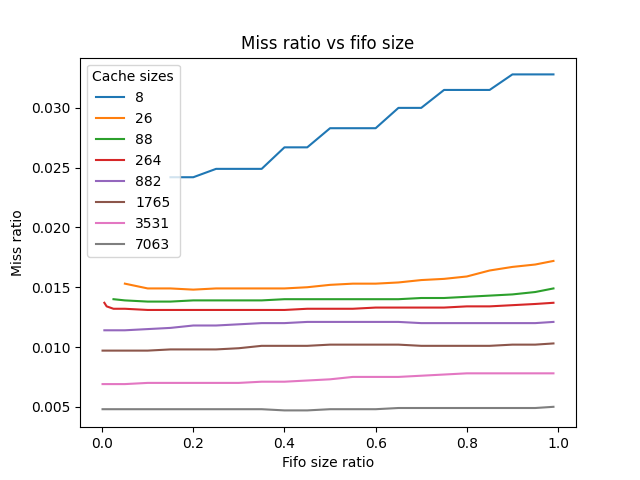 Miss ratio vs fifo size
Cache sizes
8
26
88
264
882
1765
3531
7063
0.030
0.025
0.020
0.015
0.010
0.005
Miss ratio
0.0 0.2 0.4 0.6 0.8 1.0
Fifo size ratio